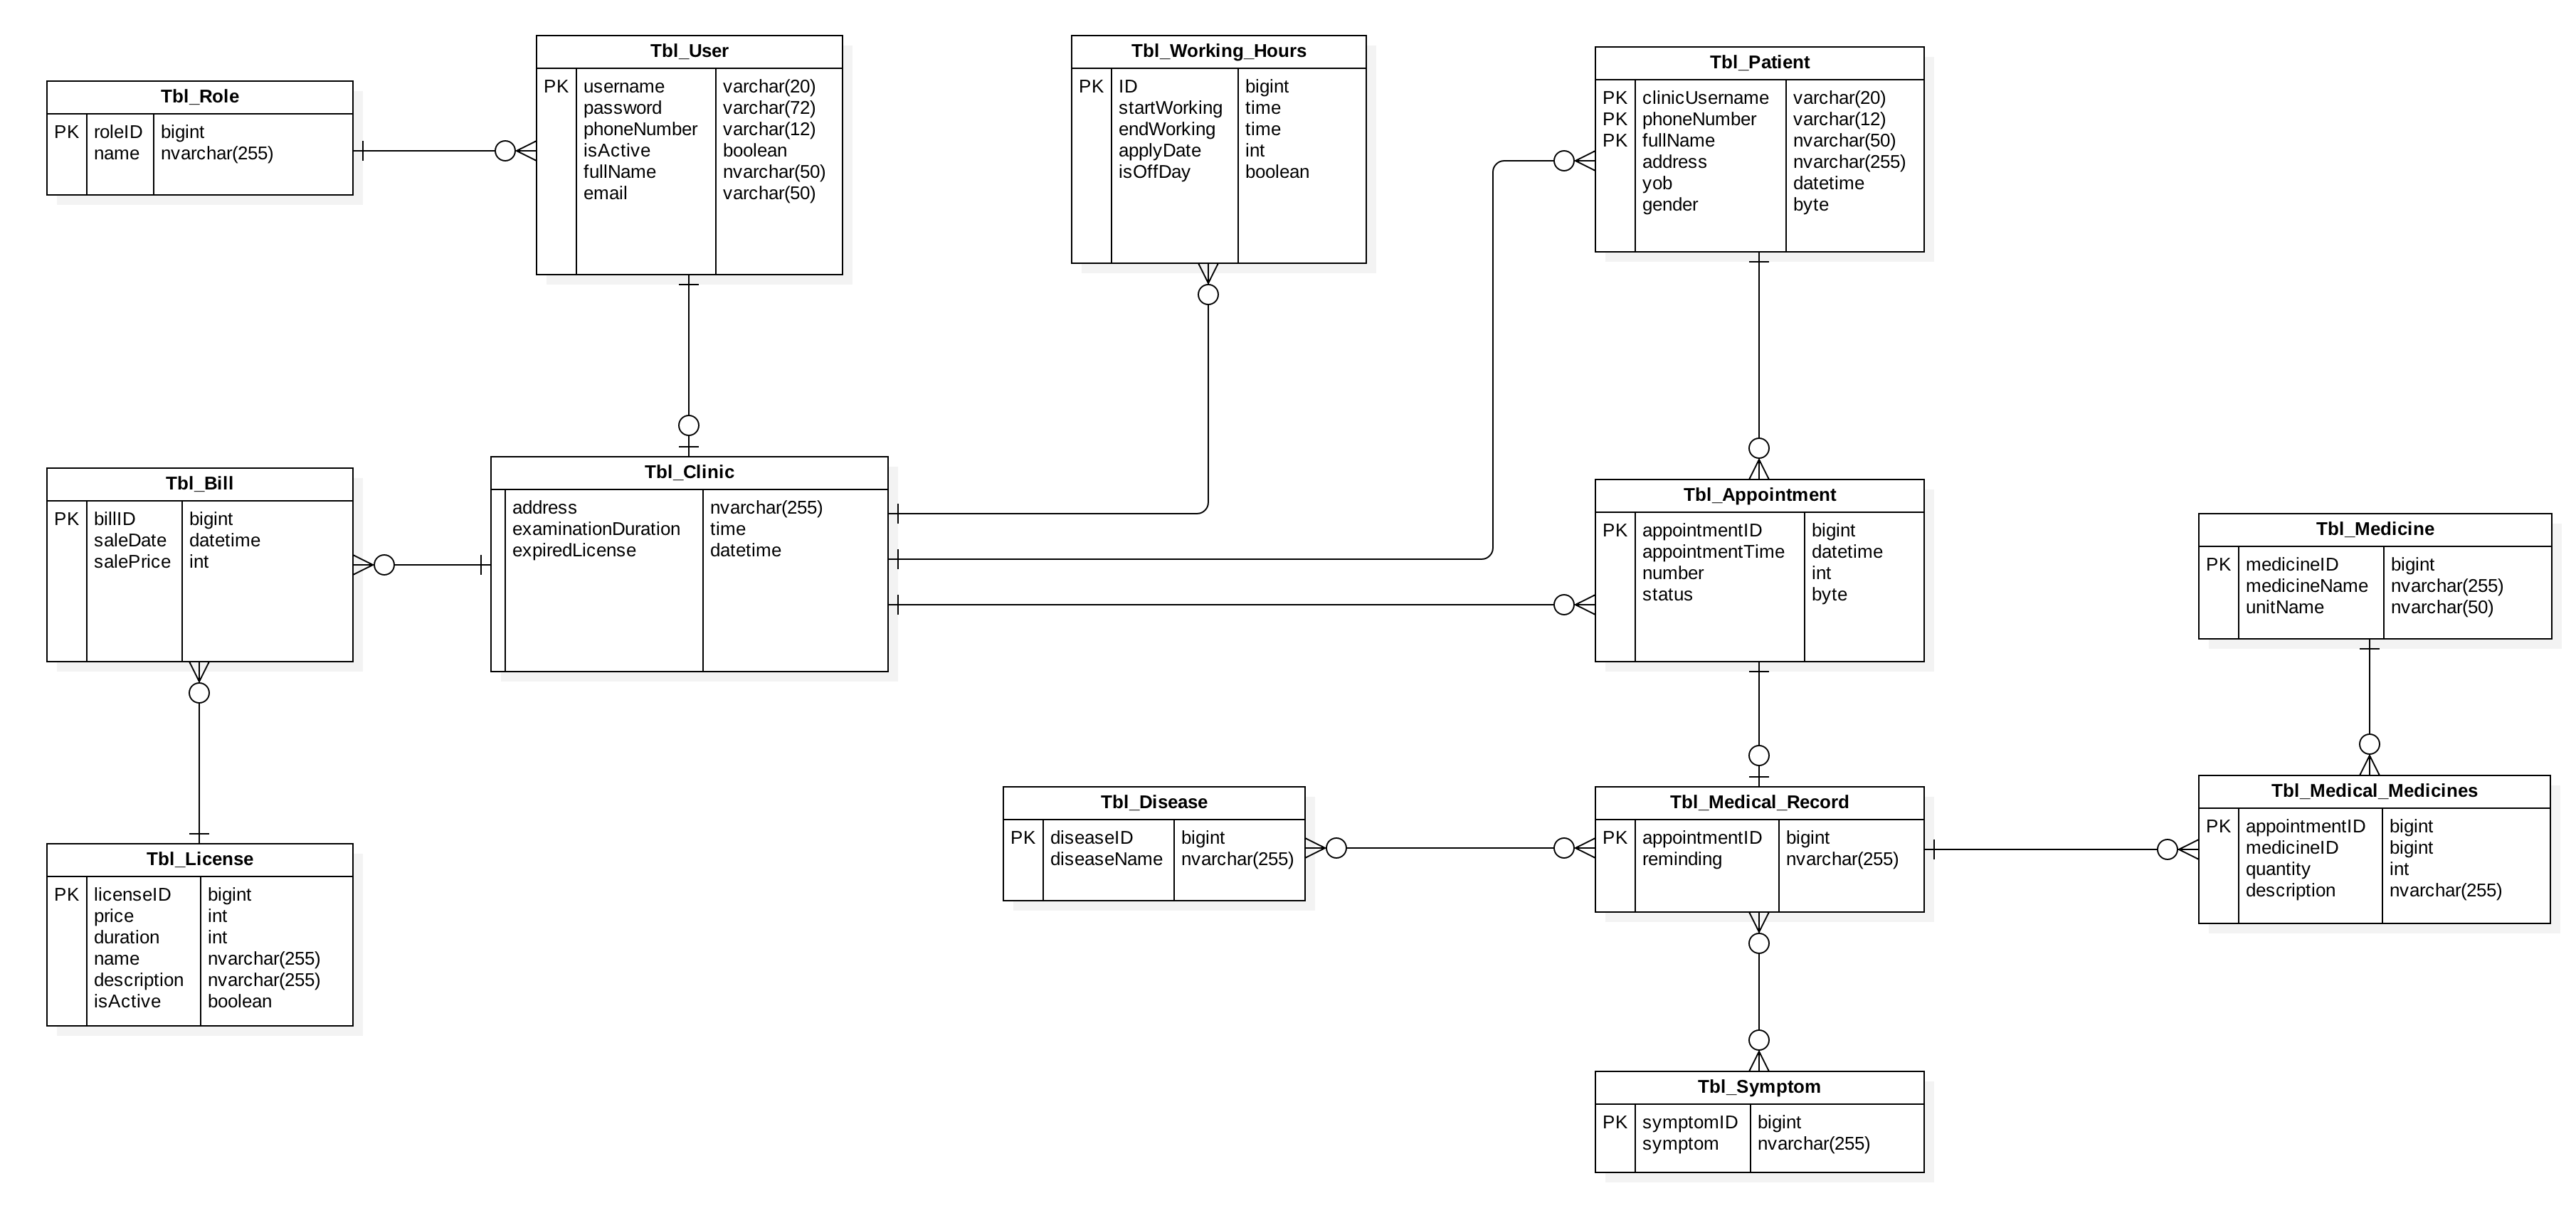 Tbl_Role
PK roleID bigint
name nvarchar(255)
Tbl_User
PK username varchar(20)
password varchar(72)
phoneNumber varchar(12)
isActive boolean
fullName nvarchar(50)
email varchar(50)
Tbl_Working_Hours
PK ID bigint
startWorking time
endWorking time
applyDate int
isOffDay boolean
Tbl_Patient
PK clinicUsername varchar(20)
PK phoneNumber varchar(12)
PK fullName nvarchar(50)
address nvarchar(255)
yob datetime
gender byte
Tbl_Bill
PK billID bigint
saleDate datetime
salePrice int
Tbl_Clinic
address nvarchar(255)
examinationDuration time
expiredLicense datetime
Tbl_Appointment
PK appointmentID bigint
appointmentTime datetime
number int
status byte
Tbl_Medicine
PK medicineID bigint
medicineName nvarchar(255)
unitName nvarchar(50)
Tbl_License
PK licenseID bigint
price int
duration int
name nvarchar(255)
description nvarchar(255)
isActive boolean
Tbl_Disease
PK diseaseID bigint
diseaseName nvarchar(255)
Tbl_Medical_Record
PK appointmentID bigint
reminding nvarchar(255)
Tbl_Medical_Medicines
PK appointmentID bigint
medicineID bigint
quantity int
description nvarchar(255)
Tbl_Symptom
PK symptomID bigint
symptom nvarchar(255)